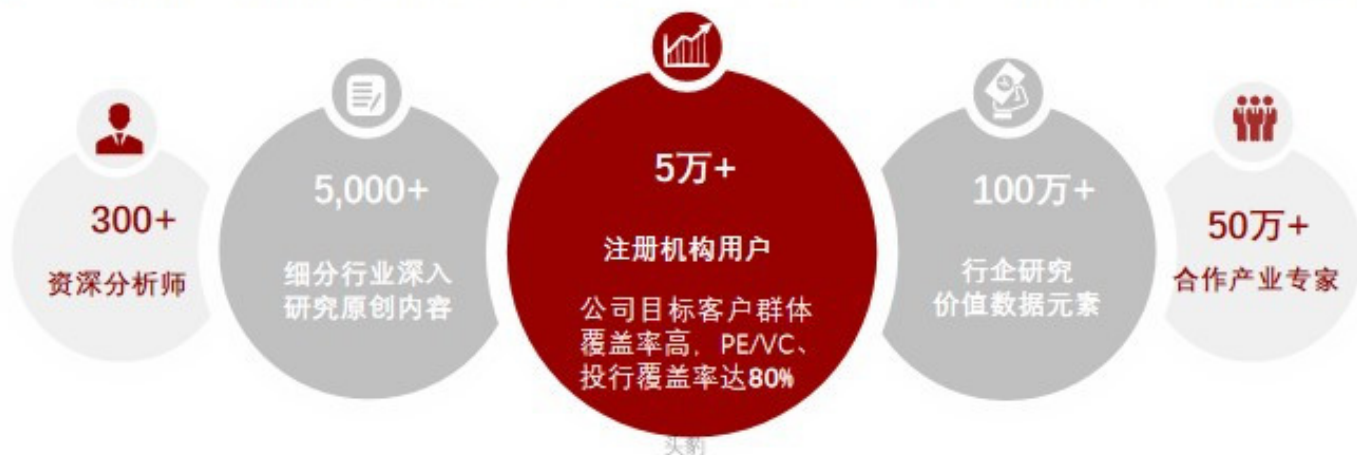 300+
资深分析师
5,000+
细分行业深入
研究原创内容
5万+
注册机构用户
公司目标客户群体
覆盖率高，PE/VC、
投行覆盖率达80%
100万+
行企研究
价值数据元素
50万+
合作产业专家
头豹